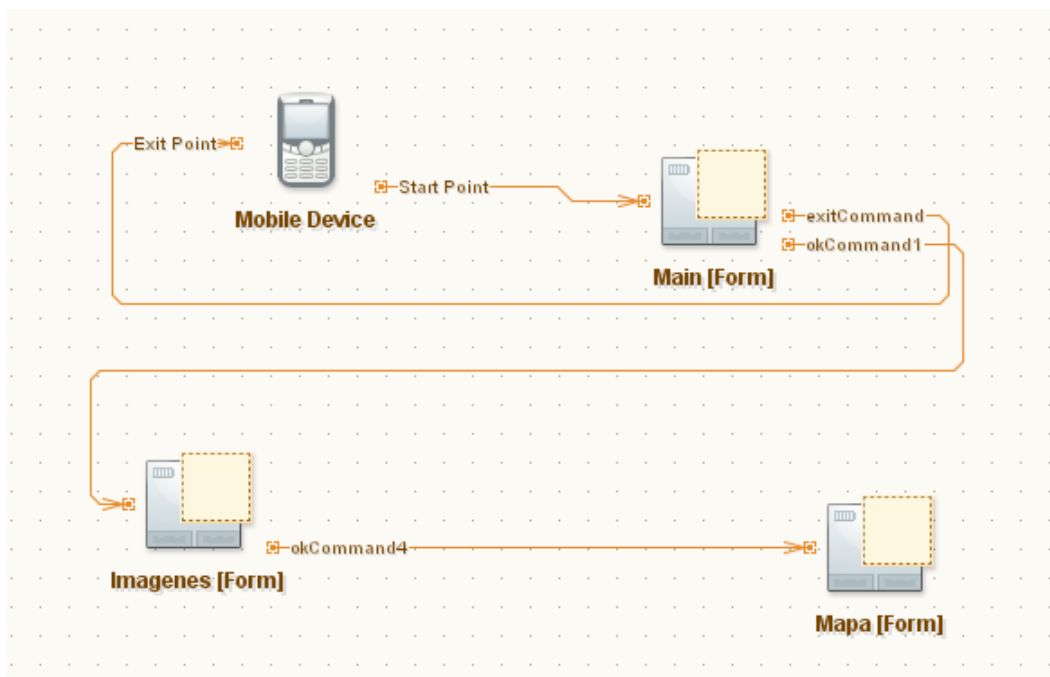 Exit Point
Start Point
Mobile Device
exitCommand
okCommand1
Main [Form]
okCommand4
Imagenes [Form]
Mapa [Form]